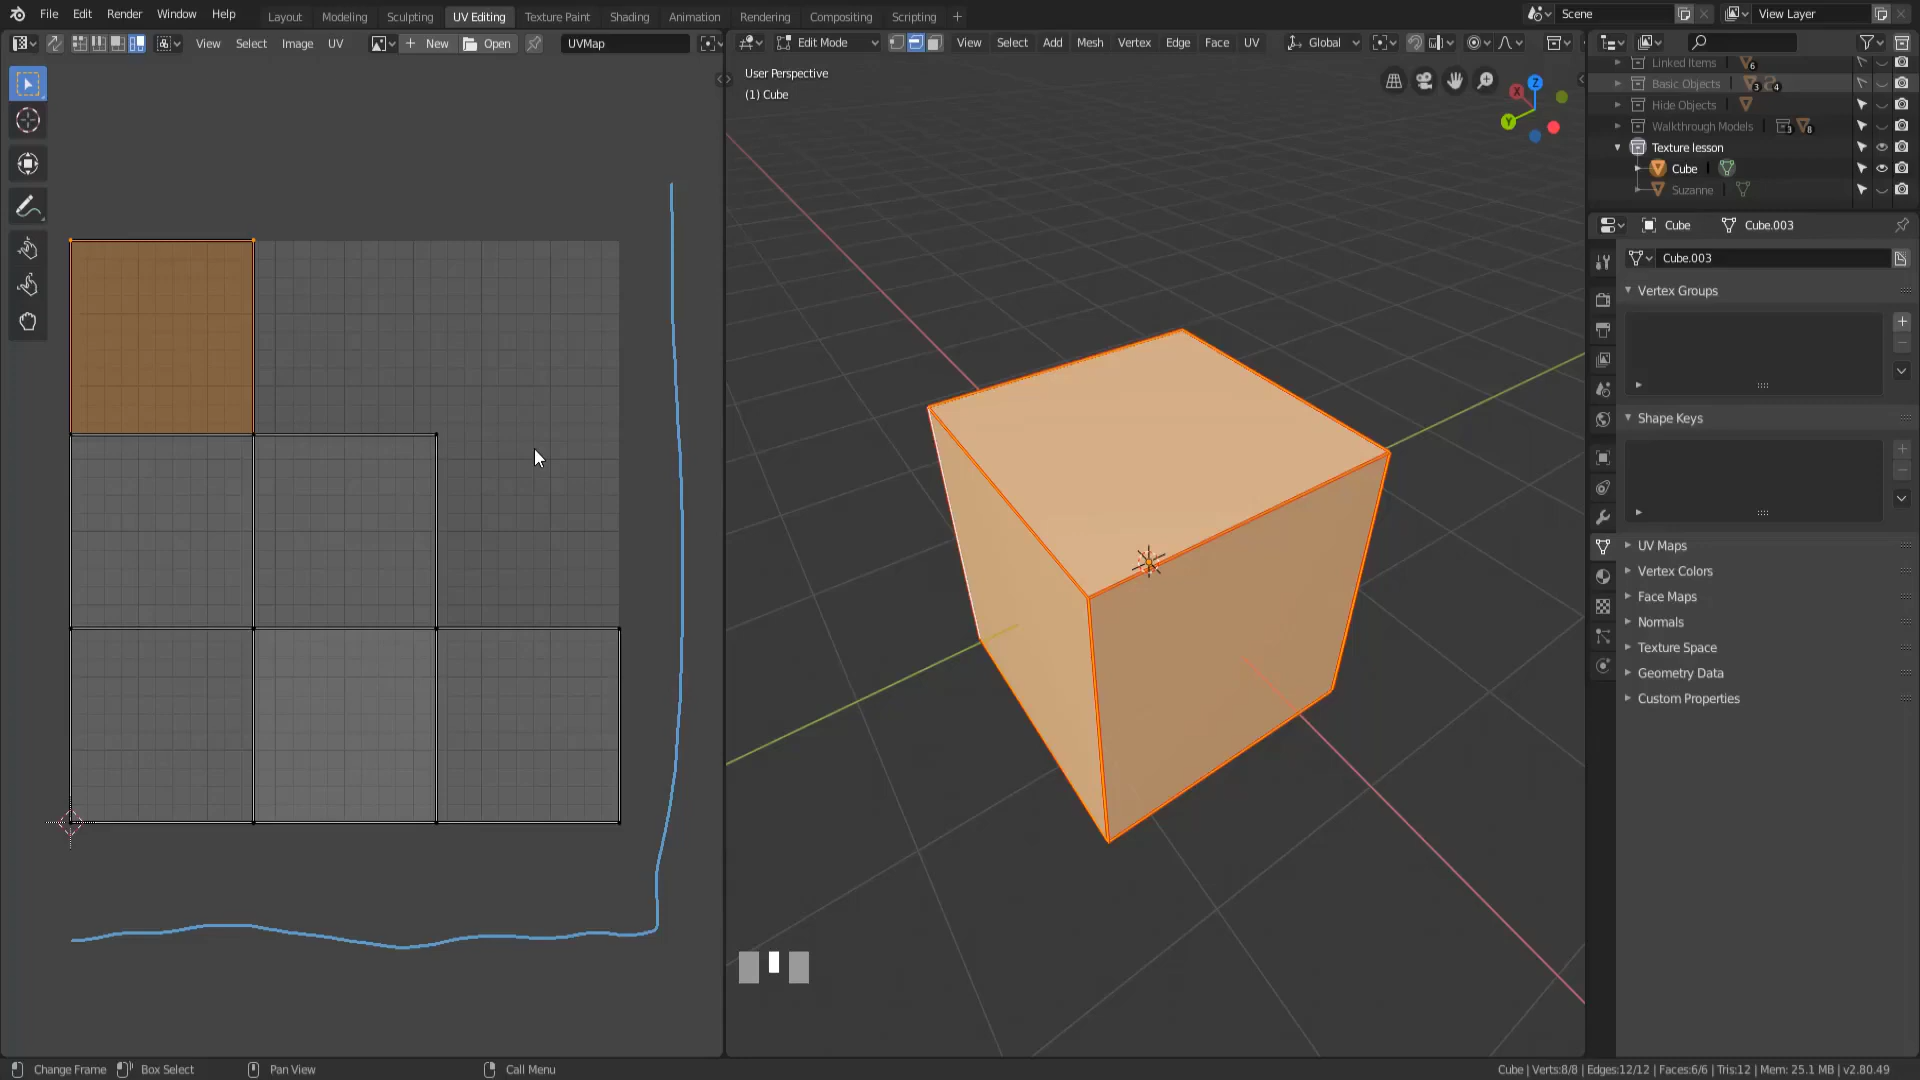 File Edit Render Window Help
Layout Modeling Sculpting UV Editing Texture Paint Shading Animation Rendering Compositing Scripting +
Scene
View Layer
View Select Image UV
New
Open
UVMap
Edit Mode
View Select Add Mesh Vertex Edge Face UV
Global
User Perspective
(1) Cube
Z
X
Y
Linked Items 6
Basic Objects 3 4
Hide Objects
Walkthrough Models 3 8
Texture lesson
Cube
Suzanne
Cube Cube.003
Cube.003
Vertex Groups
Shape Keys
UV Maps
Vertex Colors
Face Maps
Normals
Texture Space
Geometry Data
Custom Properties
Change Frame Box Select Pan View Call Menu
Cube | Verts:8/8 | Edges:12/12 | Faces:6/6 | Tris:12 | Mem: 25.1 MB | v2.80.49